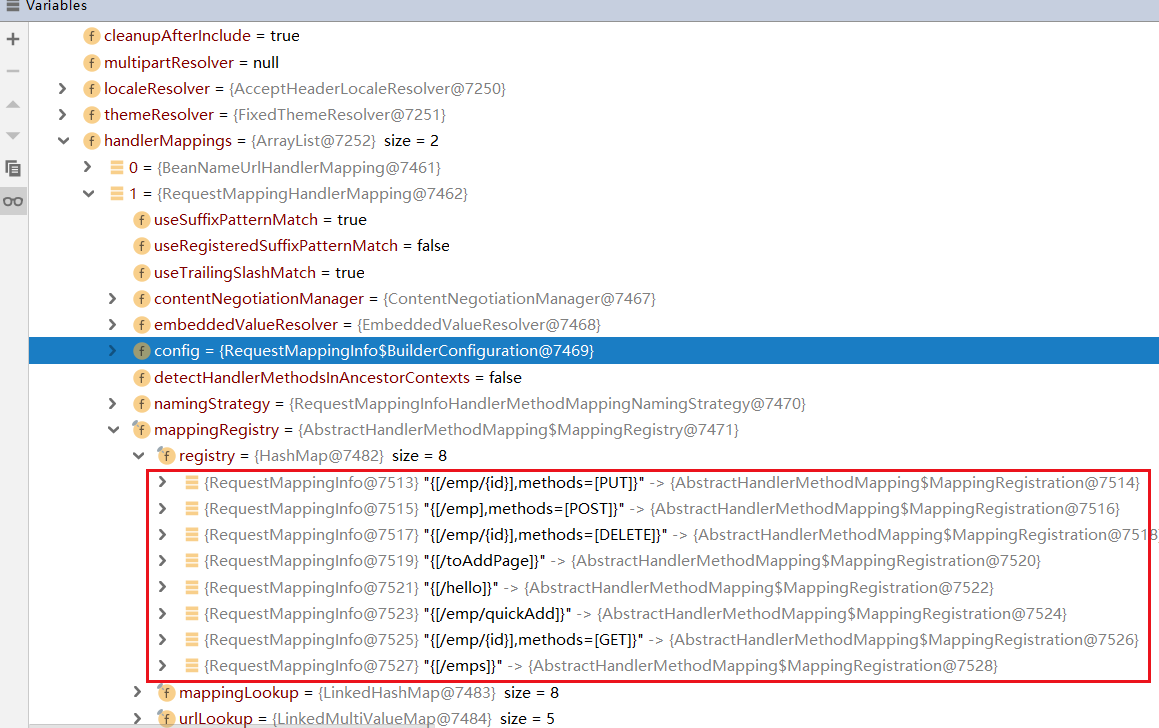 Variables
f cleanupAfterInclude = true
f multipartResolver = null
f localeResolver = {AcceptHeaderLocaleResolver@7250}
f themeResolver = {FixedThemeResolver@7251}
f handlerMappings = {ArrayList@7252} size = 2
0 = {BeanNameUrlHandlerMapping@7461}
1 = {RequestMappingHandlerMapping@7462}
f useSuffixPatternMatch = true
f useRegisteredSuffixPatternMatch = false
f useTrailingSlashMatch = true
f contentNegotiationManager = {ContentNegotiationManager@7467}
f embeddedValueResolver = {EmbeddedValueResolver@7468}
f config = {RequestMappingInfo$BuilderConfiguration@7469}
f detectHandlerMethodsInAncestorContexts = false
f namingStrategy = {RequestMappingInfoHandlerMethodMappingNamingStrategy@7470}
f mappingRegistry = {AbstractHandlerMethodMapping$MappingRegistry@7471}
f registry = {HashMap@7482} size = 8
{RequestMappingInfo@7513} "{[/emp/{id}],methods=[PUT]}" -> {AbstractHandlerMethodMapping$MappingRegistration@7514}
{RequestMappingInfo@7515} "{[/emp],methods=[POST]}" -> {AbstractHandlerMethodMapping$MappingRegistration@7516}
{RequestMappingInfo@7517} "{[/emp/{id}],methods=[DELETE]}" -> {AbstractHandlerMethodMapping$MappingRegistration@7518
{RequestMappingInfo@7519} "{[/toAddPage]}" -> {AbstractHandlerMethodMapping$MappingRegistration@7520}
{RequestMappingInfo@7521} "{[/hello]}" -> {AbstractHandlerMethodMapping$MappingRegistration@7522}
{RequestMappingInfo@7523} "{[/emp/quickAdd]}" -> {AbstractHandlerMethodMapping$MappingRegistration@7524}
{RequestMappingInfo@7525} "{[/emp/{id}],methods=[GET]}" -> {AbstractHandlerMethodMapping$MappingRegistration@7526}
{RequestMappingInfo@7527} "{[/emps]}" -> {AbstractHandlerMethodMapping$MappingRegistration@7528}
f mappingLookup = {LinkedHashMap@7483} size = 8
f urlLookup = {LinkedMultiValueMap@7484} size = 5